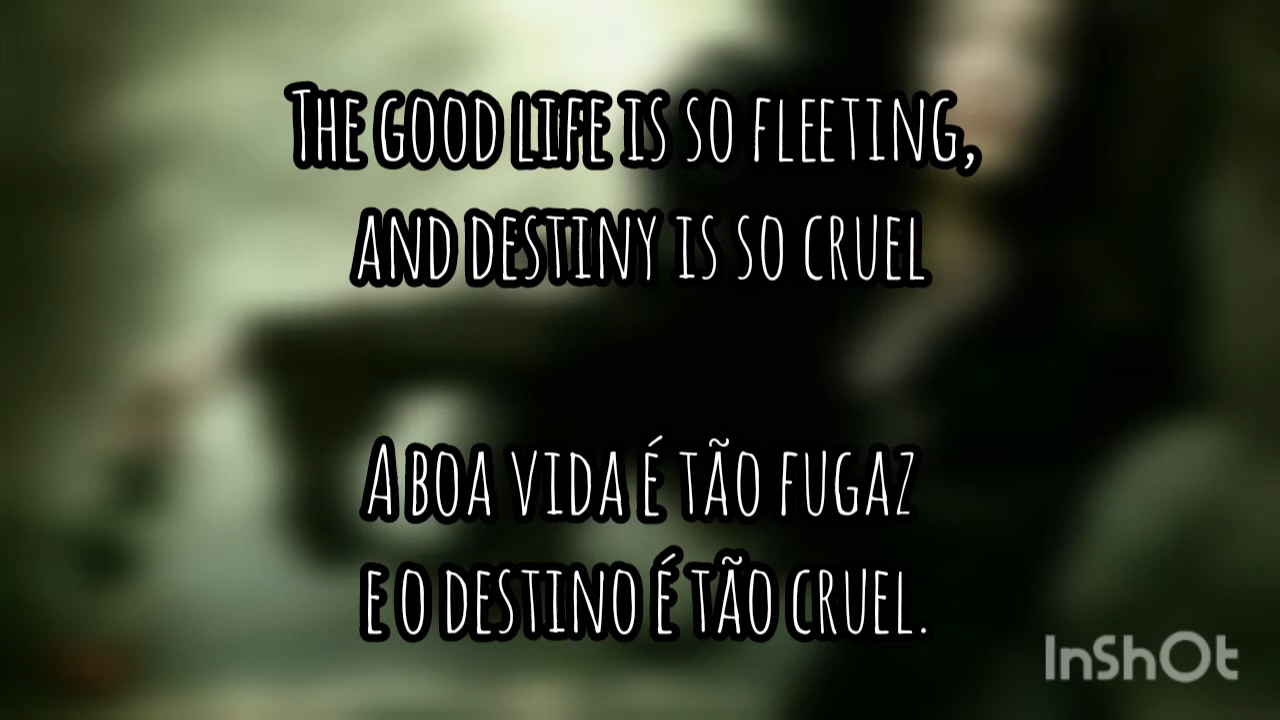 The good life is so fleeting,
and destiny is so cruel
A boa vida é tão fugaz
e o destino é tão cruel.
InShOt